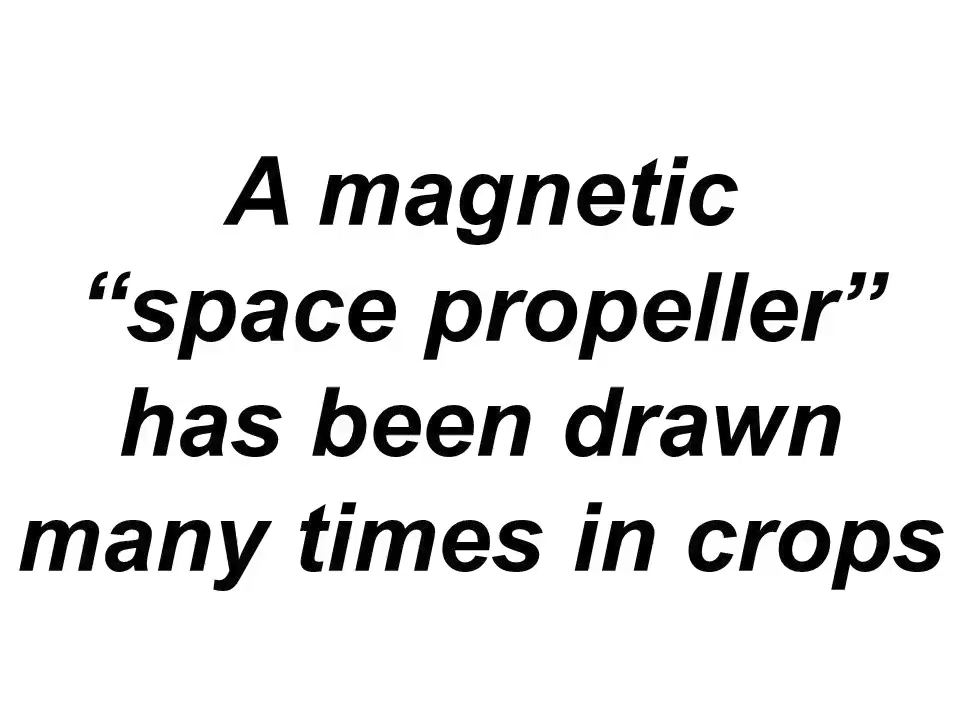 A magnetic
“space propeller”
has been drawn
many times in crops